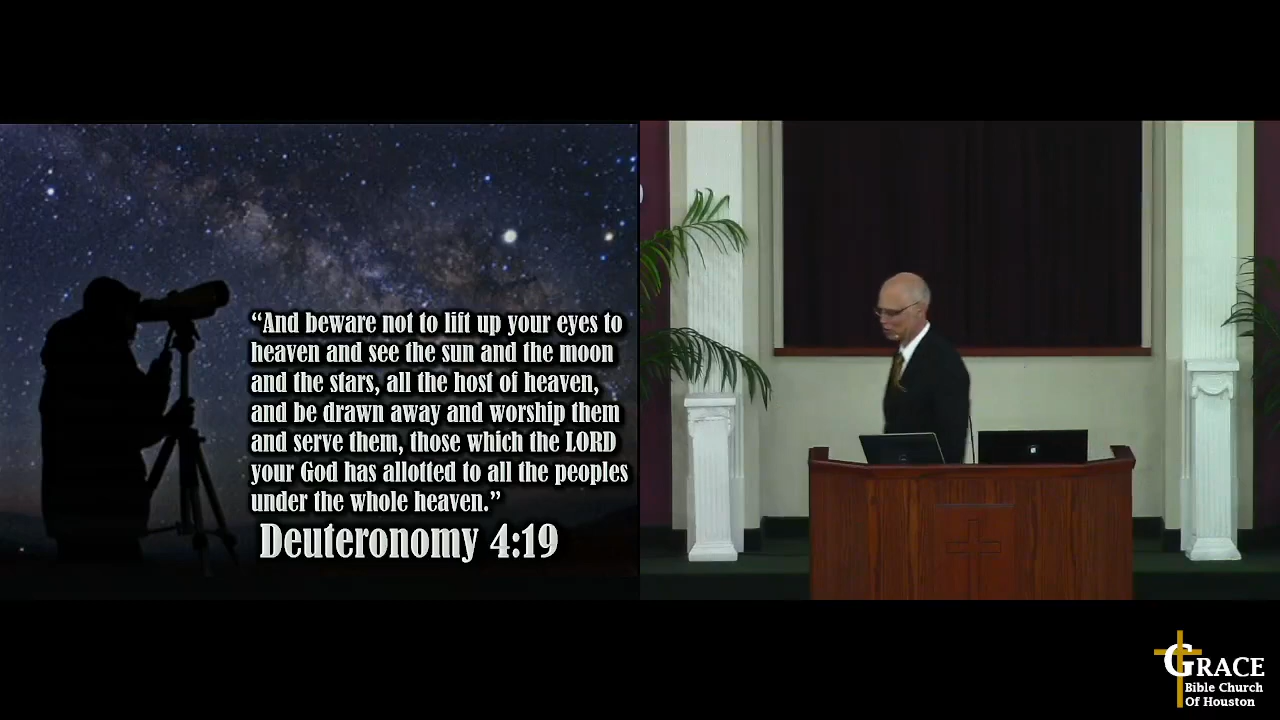 “And beware not to lift up your eyes to
heaven and see the sun and the moon
and the stars, all the host of heaven,
and be drawn away and worship them
and serve them, those which the LORD
your God has allotted to all the peoples
under the whole heaven.”
Deuteronomy 4:19
GRACE
Bible Church
Of Houston